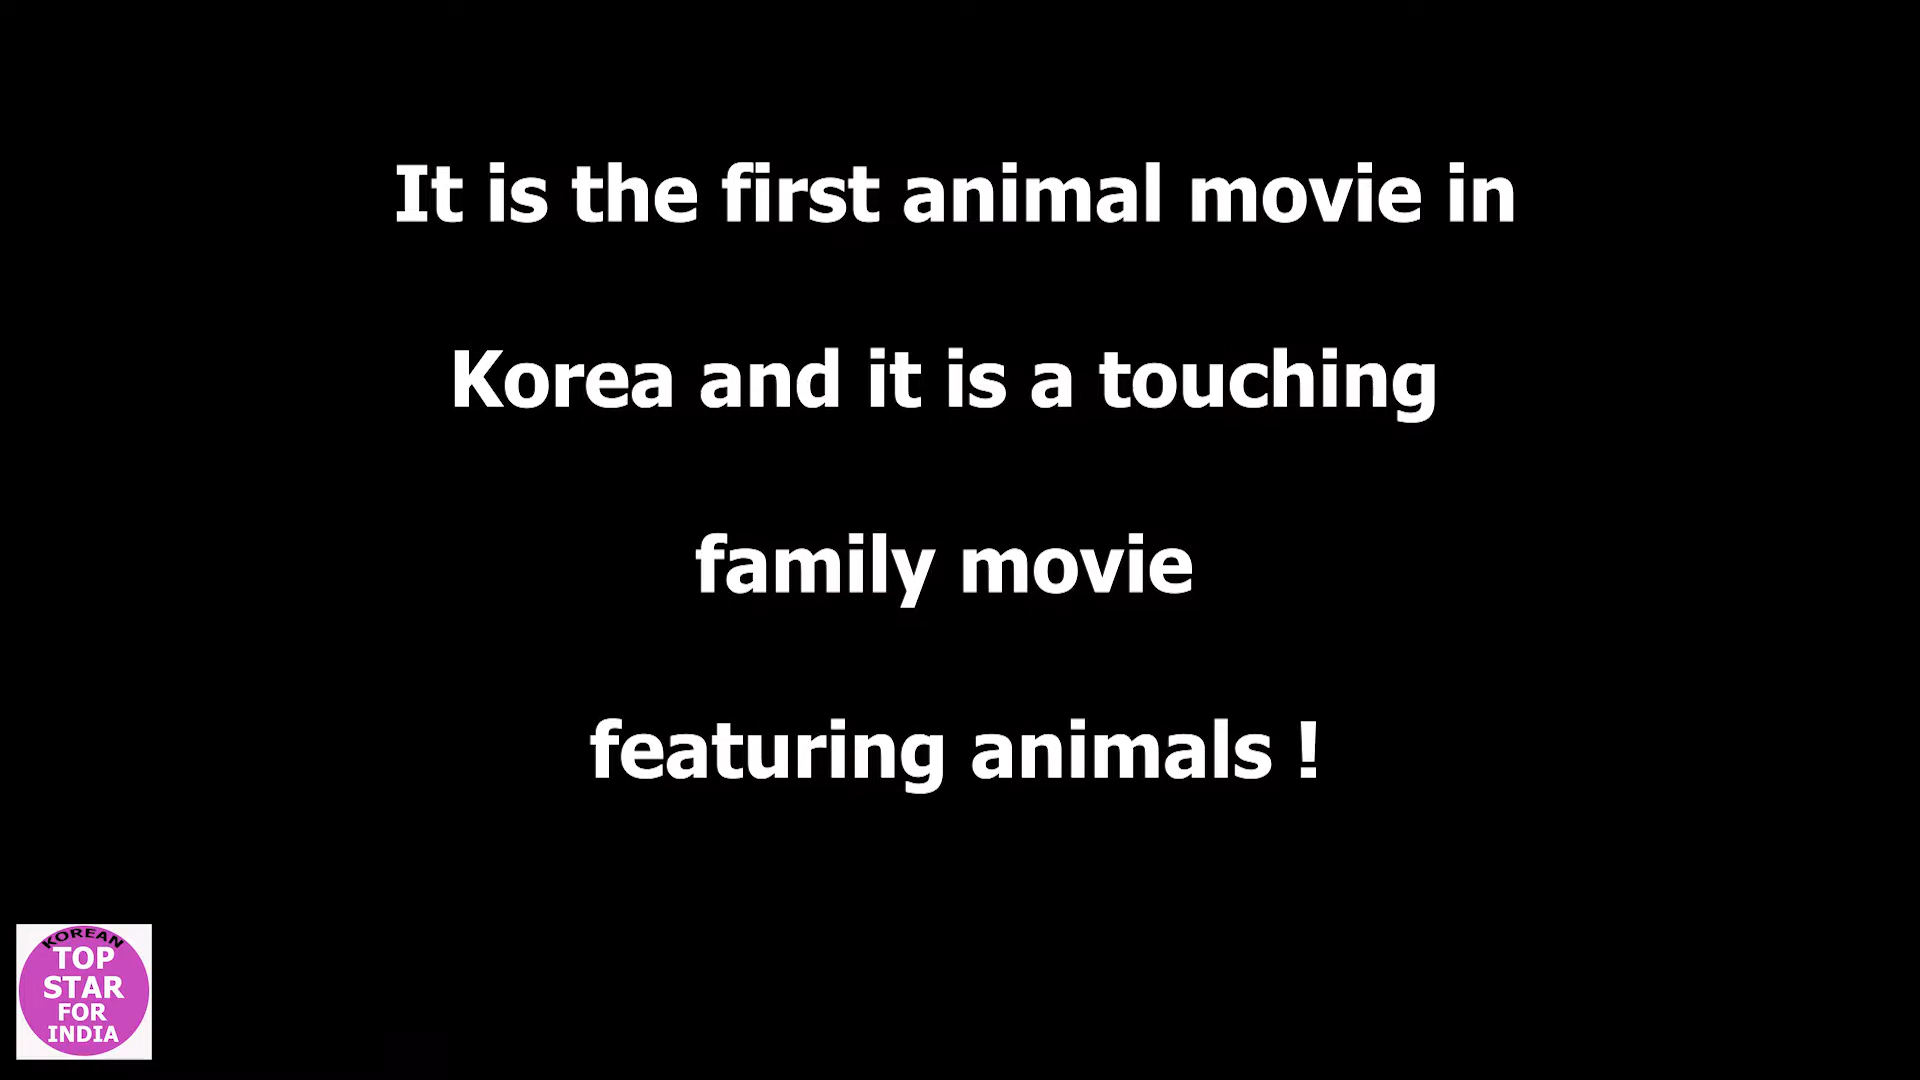 It is the first animal movie in
Korea and it is a touching
family movie
featuring animals !
KOREAN
TOP
STAR
FOR
INDIA